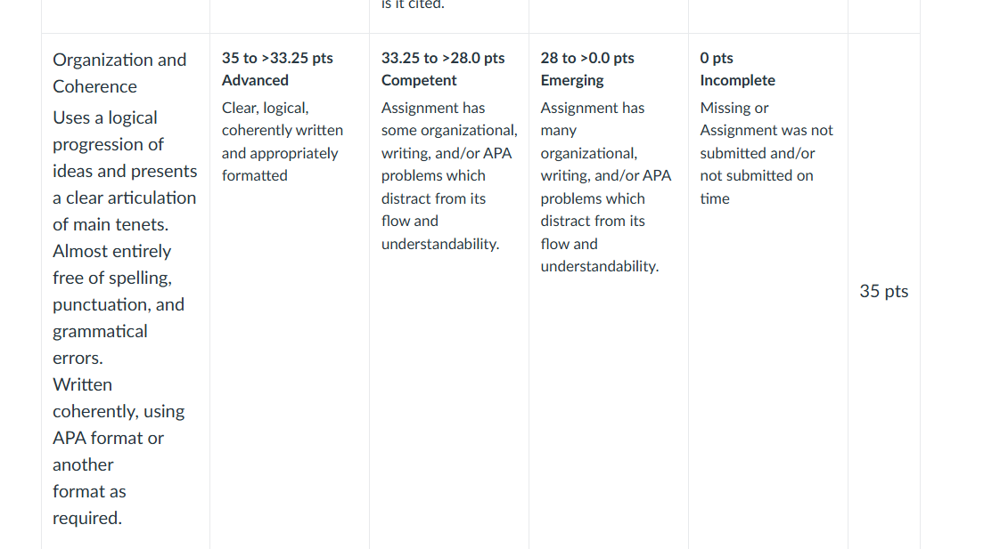 is it cited.
Organization and
Coherence
Uses a logical
progression of
ideas and presents
a clear articulation
of main tenets.
Almost entirely
free of spelling,
punctuation, and
grammatical
errors.
Written
coherently, using
APA format or
another
format as
required.
35 to >33.25 pts
Advanced
Clear, logical,
coherently written
and appropriately
formatted
33.25 to >28.0 pts
Competent
Assignment has
some organizational,
writing, and/or APA
problems which
distract from its
flow and
understandability.
28 to >0.0 pts
Emerging
Assignment has
many
organizational,
writing, and/or APA
problems which
distract from its
flow and
understandability.
0 pts
Incomplete
Missing or
Assignment was not
submitted and/or
not submitted on
time
35 pts